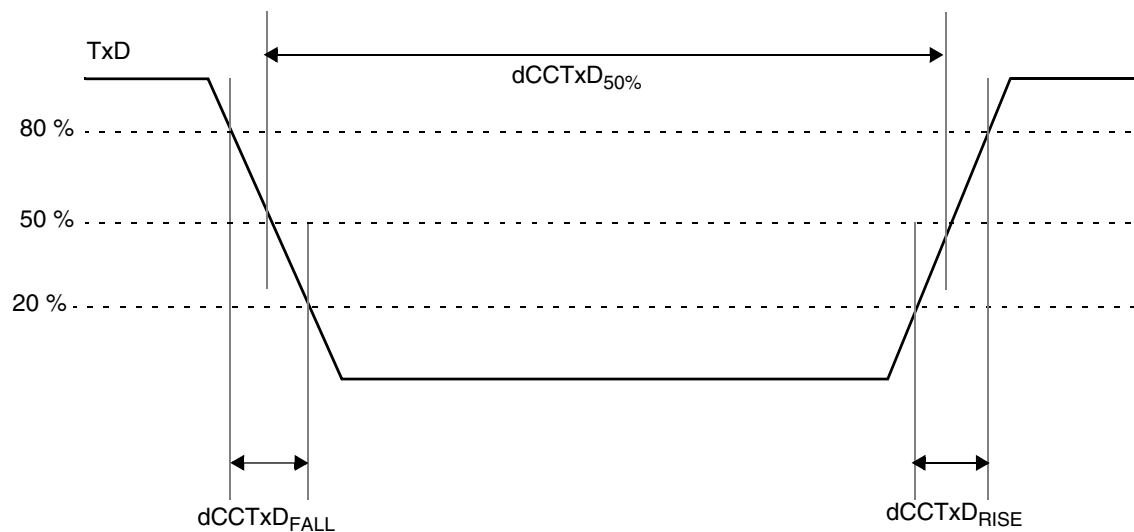 TxD
dCCTxD50%
80 %
50 %
20 %
dCCTxDFALL
dCCTxDRISE